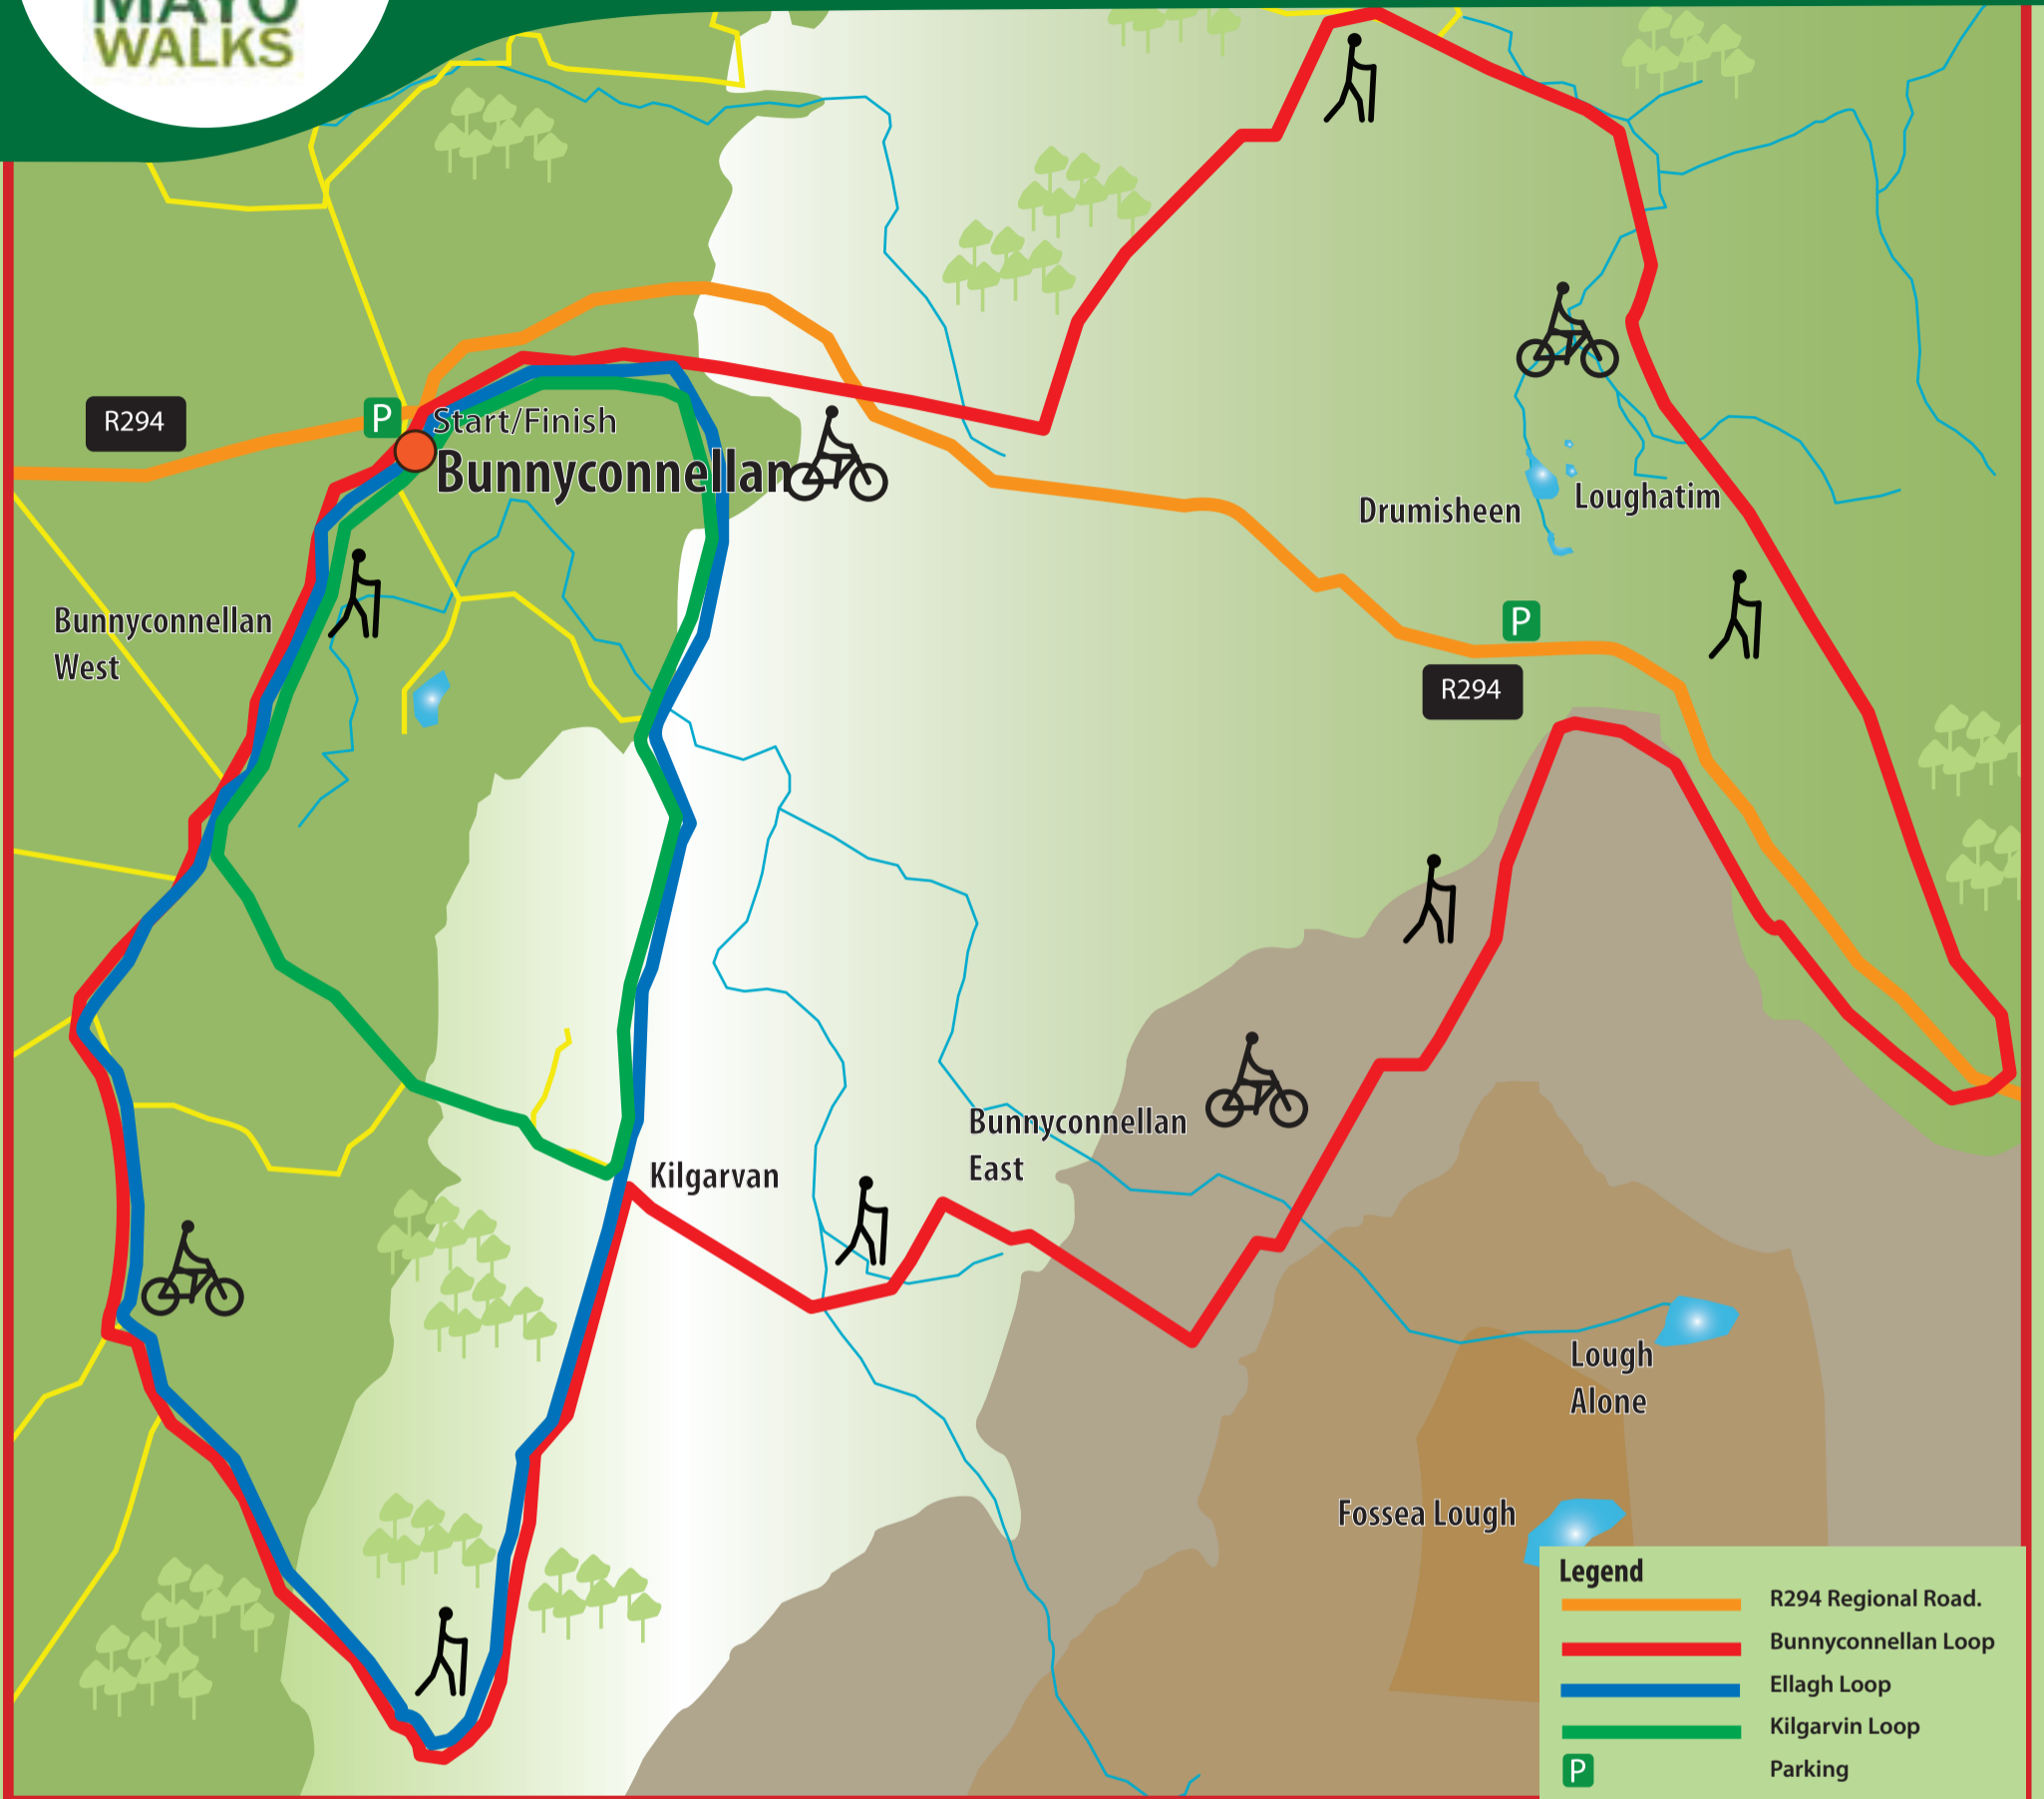 MAYO
WALKS
R294
P
Start/Finish
Bunnyconnellan
Bunnyconnellan
West
Drumisheen
Loughatim
P
R294
Bunnyconnellan
East
Kilgarvan
Lough
Alone
Fossea Lough
Legend
R294 Regional Road.
Bunnyconnellan Loop
Ellagh Loop
Kilgarvin Loop
P Parking